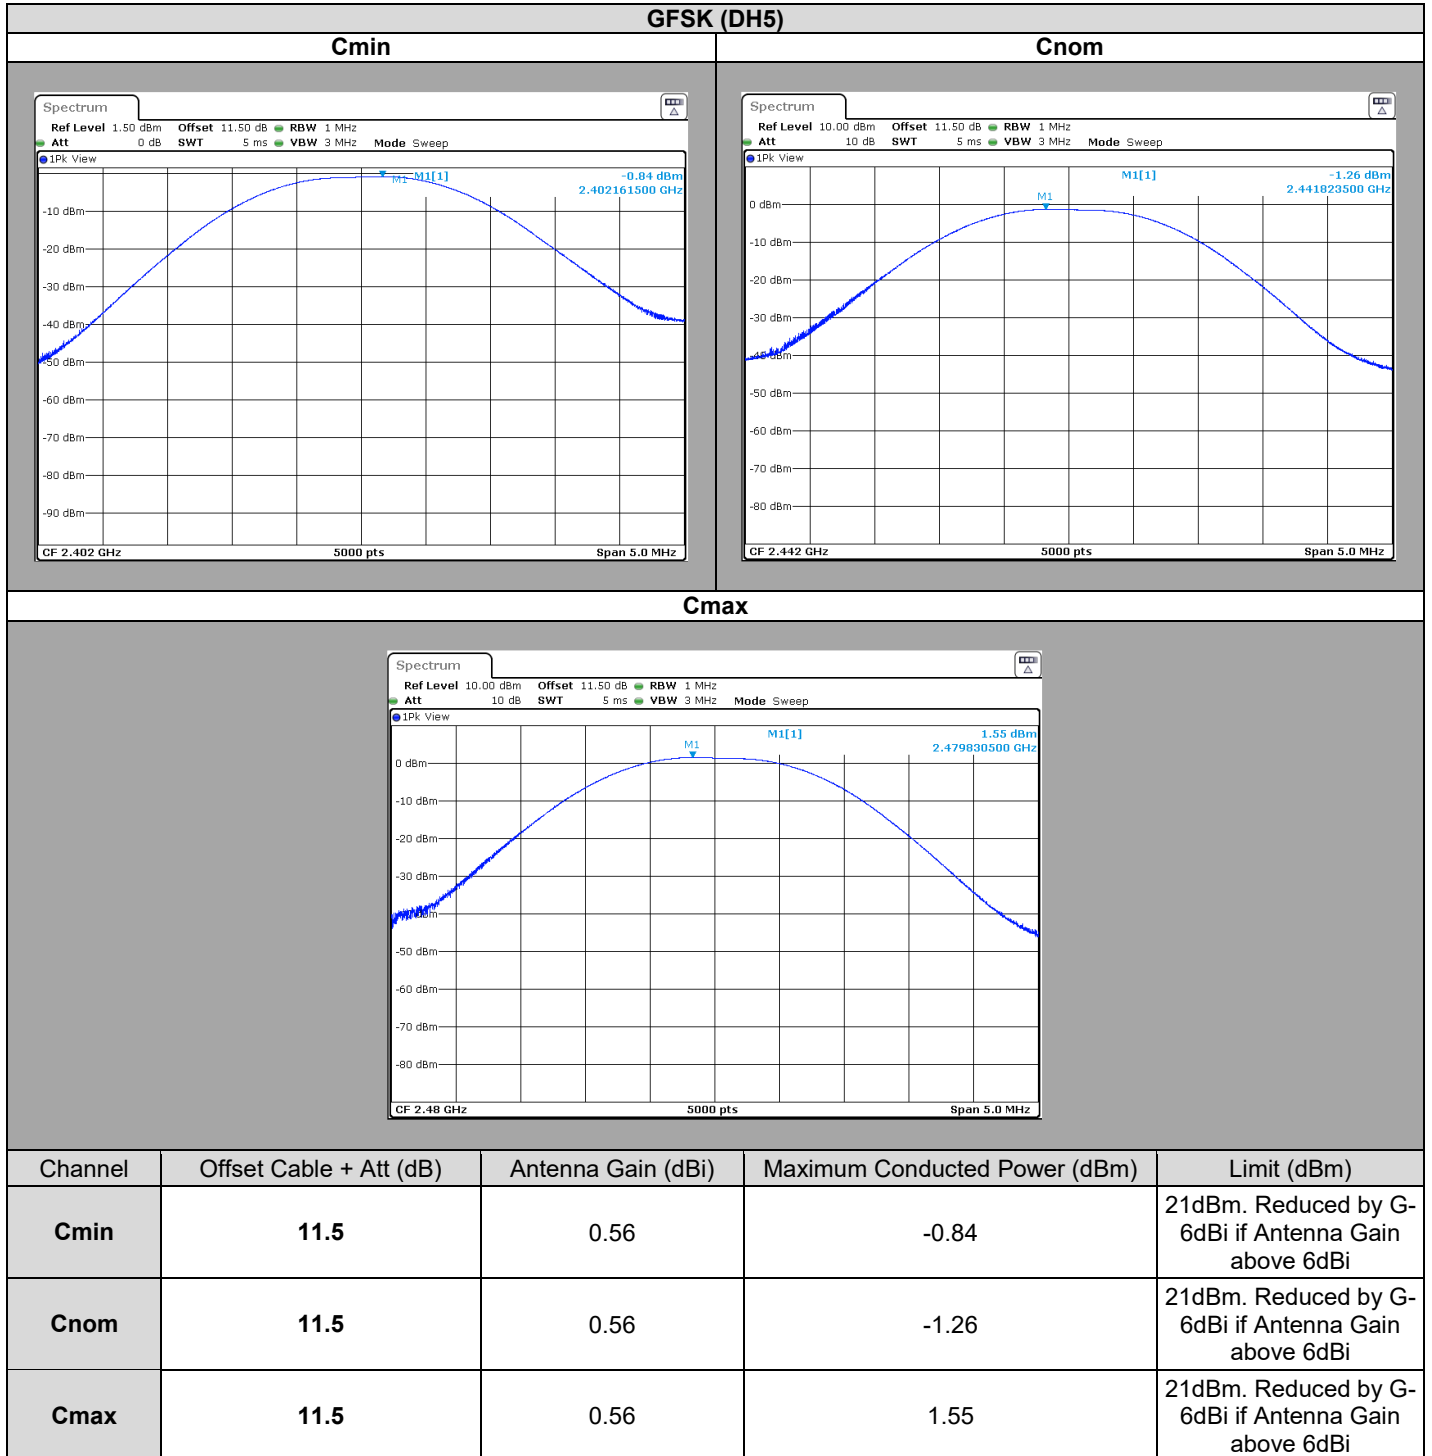 GFSK (DH5)
Cmin
Cnom
Spectrum
Ref Level 1.50 dBm Offset 11.50 dB RBW 1 MHz
Att 0 dB SWT 5 ms VBW 3 MHz Mode Sweep
1Pk View
M1 M1[1] -0.84 dBm
2.402161500 GHz
-10 dBm
-20 dBm
-30 dBm
-40 dBm
-50 dBm
-60 dBm
-70 dBm
-80 dBm
-90 dBm
CF 2.402 GHz 5000 pts Span 5.0 MHz
Spectrum
Ref Level 10.00 dBm Offset 11.50 dB RBW 1 MHz
Att 10 dB SWT 5 ms VBW 3 MHz Mode Sweep
1Pk View
M1[1] -1.26 dBm
2.441823500 GHz
M1
0 dBm
-10 dBm
-20 dBm
-30 dBm
-40 dBm
-50 dBm
-60 dBm
-70 dBm
-80 dBm
CF 2.442 GHz 5000 pts Span 5.0 MHz
Cmax
Spectrum
Ref Level 10.00 dBm Offset 11.50 dB RBW 1 MHz
Att 10 dB SWT 5 ms VBW 3 MHz Mode Sweep
1Pk View
M1[1] 1.55 dBm
2.479830500 GHz
M1
0 dBm
-10 dBm
-20 dBm
-30 dBm
-40 dBm
-50 dBm
-60 dBm
-70 dBm
-80 dBm
CF 2.48 GHz 5000 pts Span 5.0 MHz
Channel Offset Cable + Att (dB) Antenna Gain (dBi) Maximum Conducted Power (dBm) Limit (dBm)
Cmin 11.5 0.56 -0.84 21dBm. Reduced by G-
6dBi if Antenna Gain
above 6dBi
Cnom 11.5 0.56 -1.26 21dBm. Reduced by G-
6dBi if Antenna Gain
above 6dBi
Cmax 11.5 0.56 1.55 21dBm. Reduced by G-
6dBi if Antenna Gain
above 6dBi